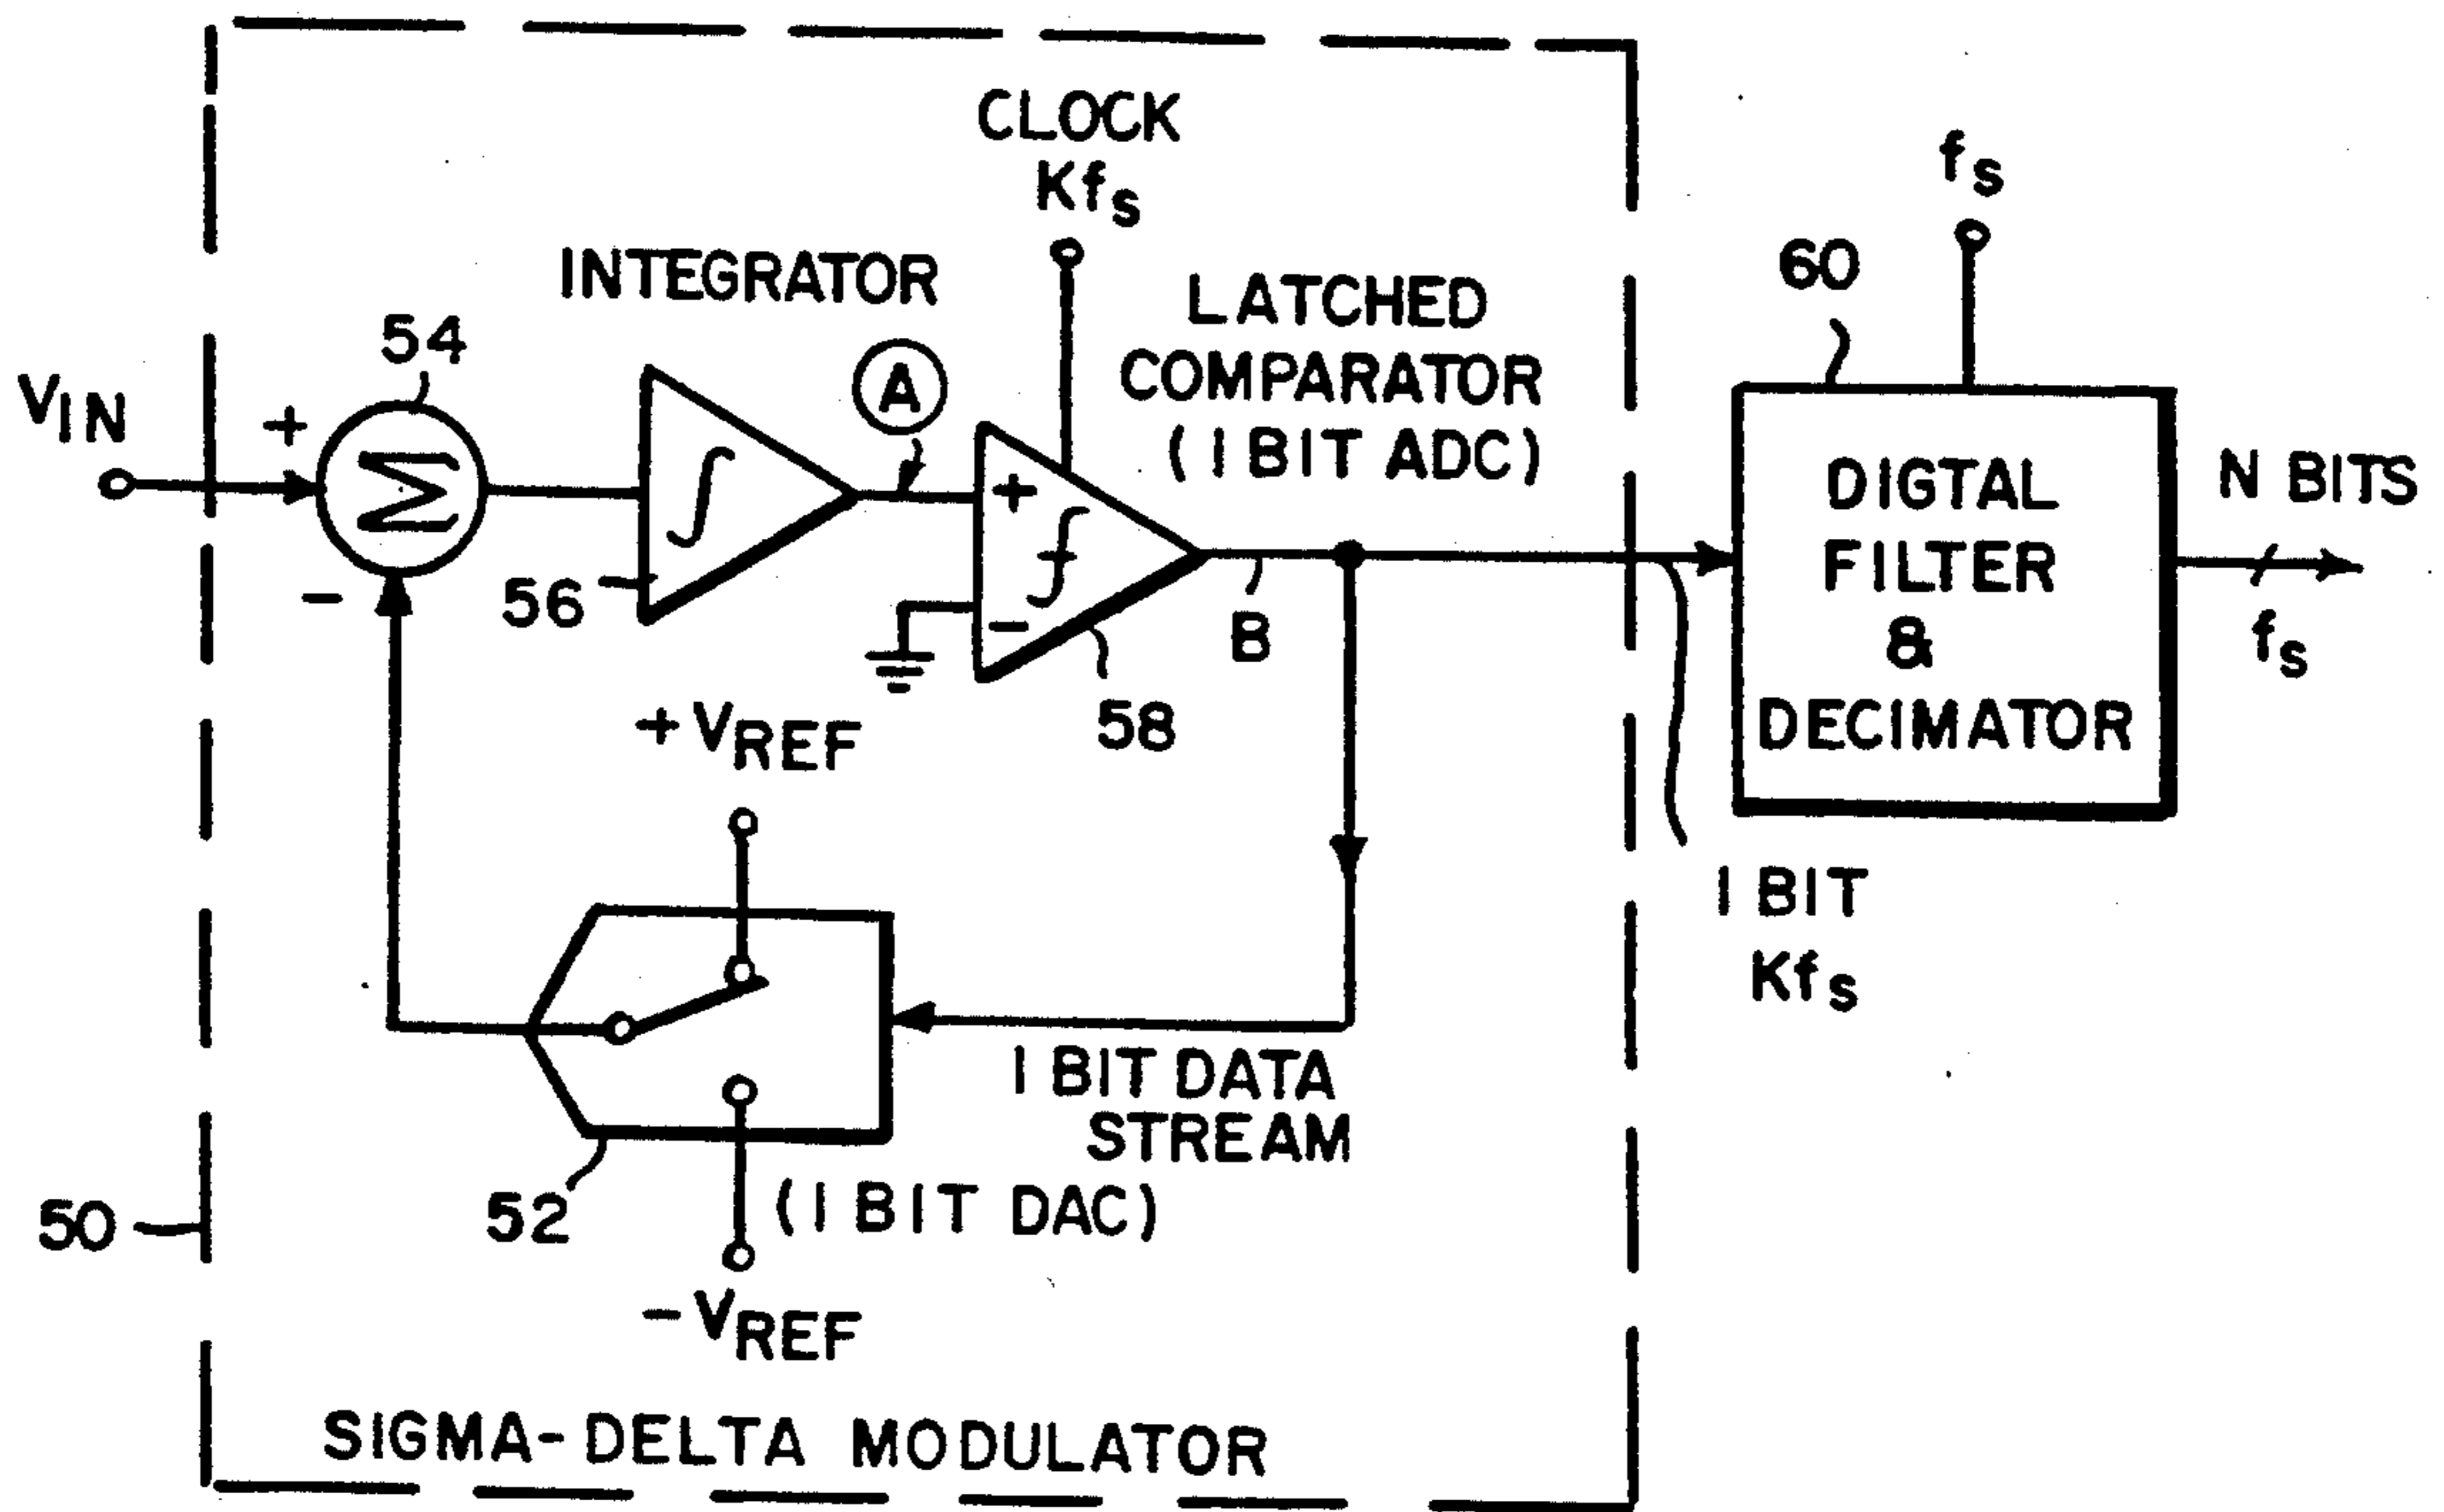 CLOCK
Kfs
fs
60
INTEGRATOR
LATCHED
COMPARATOR
(1 BIT ADC)
54
A
VIN
+
-
+
-
56
58
B
DIGTAL
FILTER
&
DECIMATOR
N BITS
fs
+VREF
1 BIT
Kfs
1 BIT DATA
STREAM
52
(1 BIT DAC)
50
-VREF
SIGMA-DELTA MODULATOR